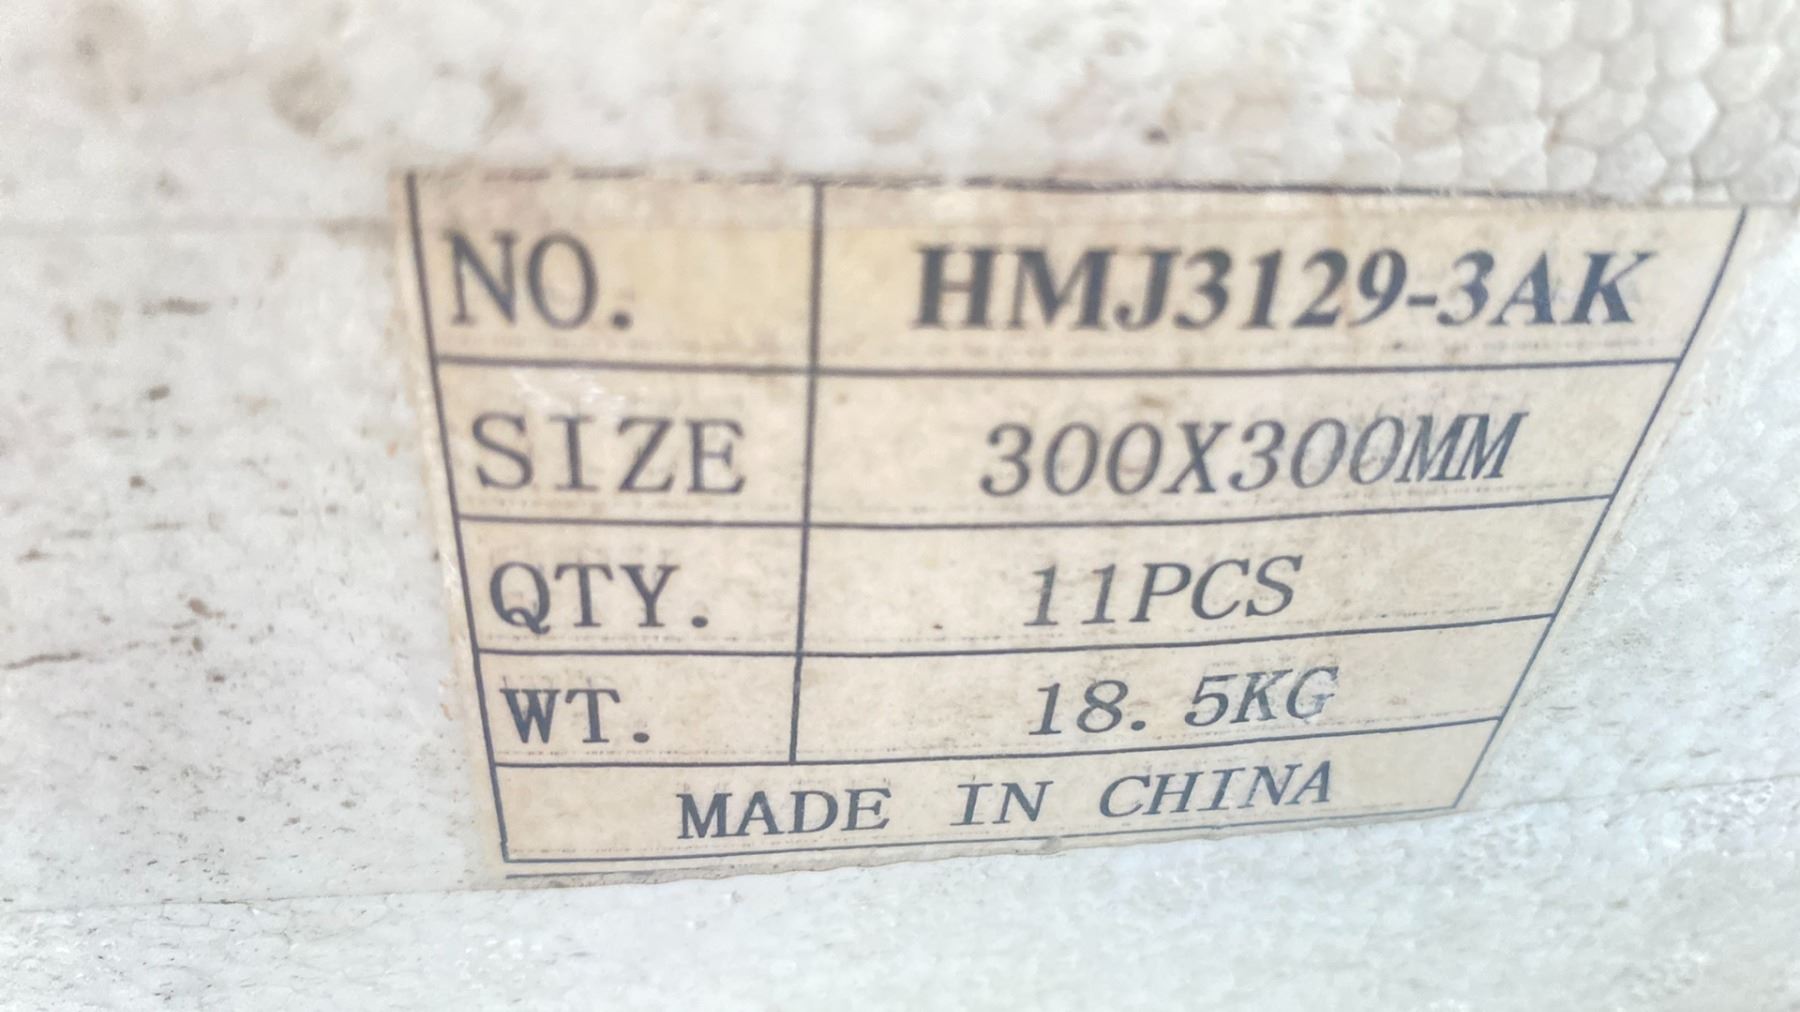 NO. HMJ3129-3AK
SIZE 300X300MM
QTY. 11PCS
WT. 18.5KG
MADE IN CHINA